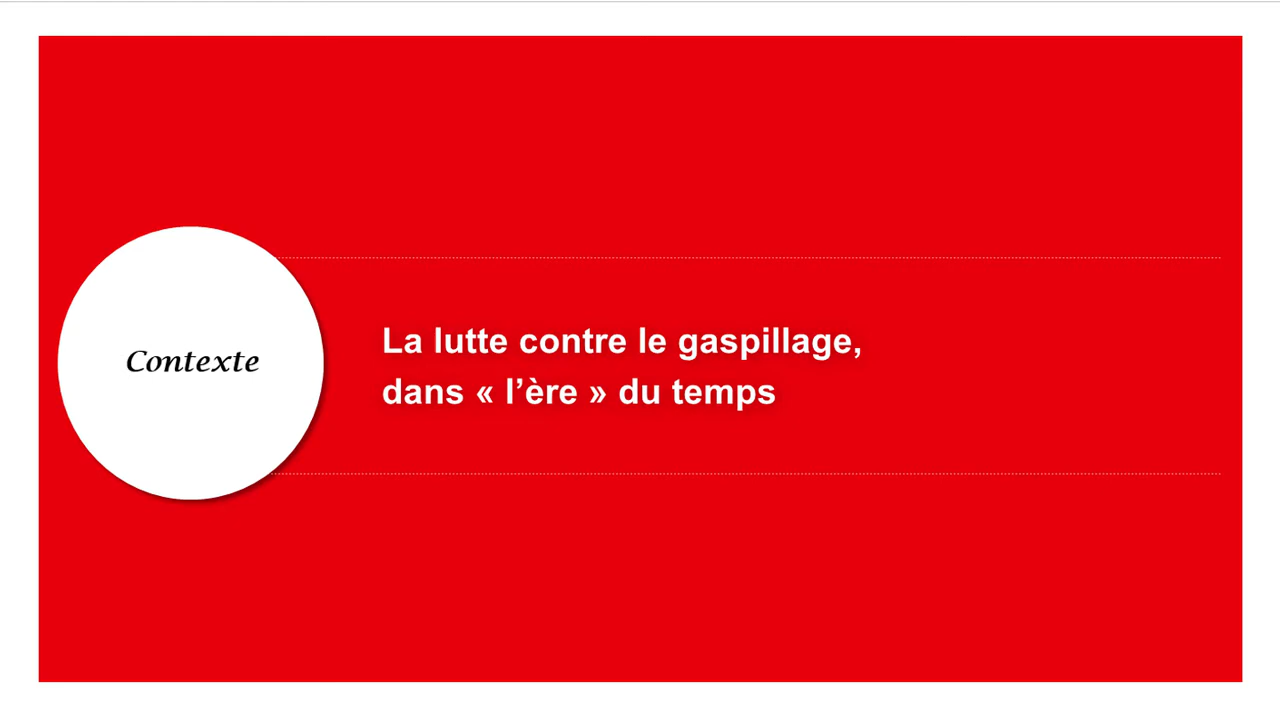 Contexte
La lutte contre le gaspillage,
dans « l’ère » du temps